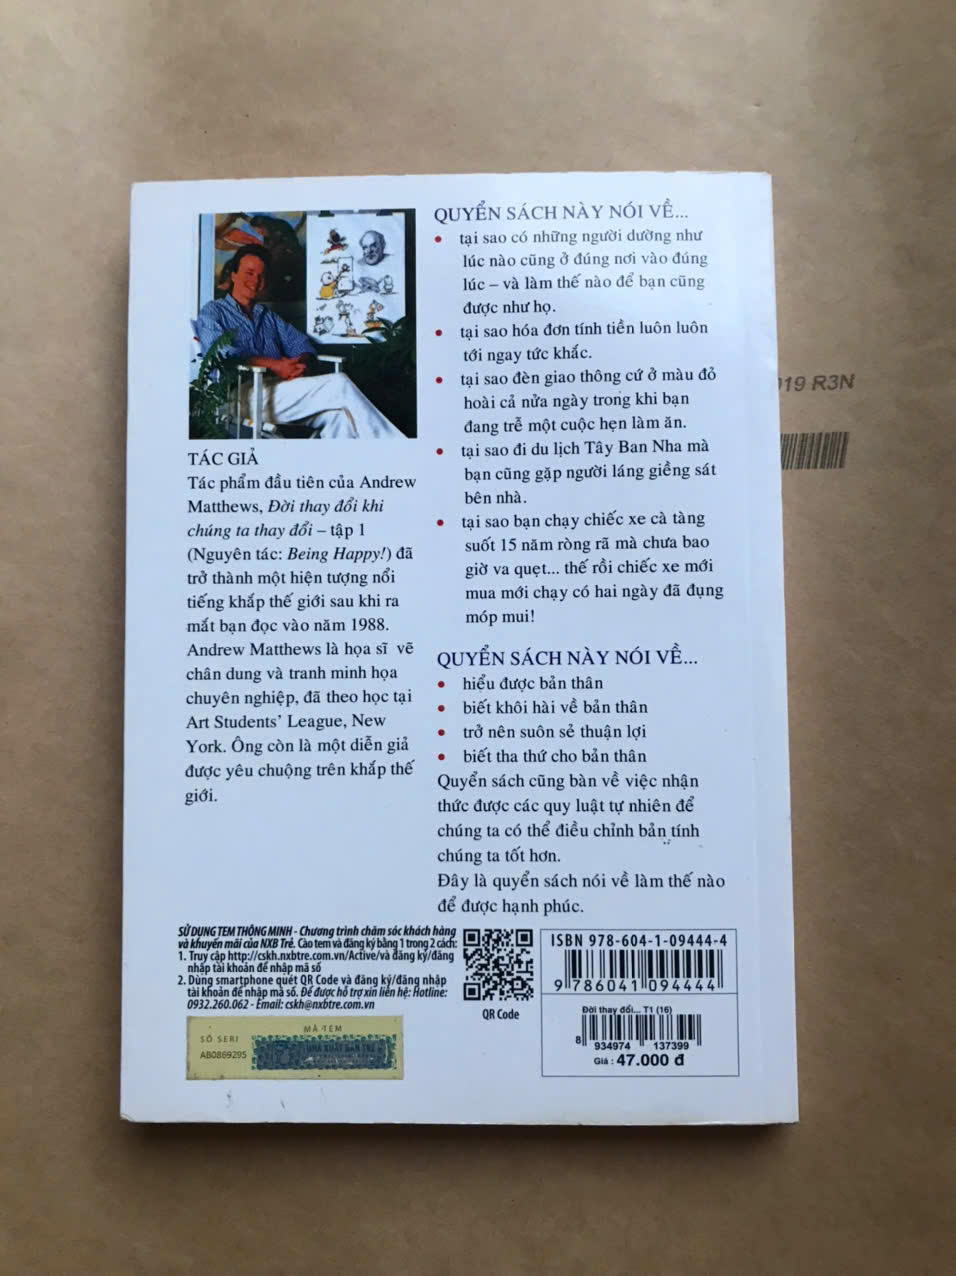 QUYỂN SÁCH NÀY NÓI VỀ...
• tại sao có những người dường như
lúc nào cũng ở đúng nơi vào đúng
lúc – và làm thế nào để bạn cũng
được như họ.
• tại sao hóa đơn tính tiền luôn luôn
tới ngay tức khắc.
• tại sao đèn giao thông cứ ở màu đỏ
hoài cả nửa ngày trong khi bạn
đang trễ một cuộc hẹn làm ăn.
• tại sao đi du lịch Tây Ban Nha mà
bạn cũng gặp người láng giềng sát
bên nhà.
• tại sao bạn chạy chiếc xe cà tàng
suốt 15 năm ròng rã mà chưa bao
giờ va quẹt... thế rồi chiếc xe mới
mua mới chạy có hai ngày đã đụng
móp mui!
QUYỂN SÁCH NÀY NÓI VỀ...
• hiểu được bản thân
• biết khôi hài về bản thân
• trở nên suôn sẻ thuận lợi
• biết tha thứ cho bản thân
Quyển sách cũng bàn về việc nhận
thức được các quy luật tự nhiên để
chúng ta có thể điều chỉnh bản tính
chúng ta tốt hơn.
Đây là quyển sách nói về làm thế nào
để được hạnh phúc.
TÁC GIẢ
Tác phẩm đầu tiên của Andrew
Matthews, Đời thay đổi khi
chúng ta thay đổi – tập 1
(Nguyên tác: Being Happy!) đã
trở thành một hiện tượng nổi
tiếng khắp thế giới sau khi ra
mắt bạn đọc vào năm 1988.
Andrew Matthews là họa sĩ vẽ
chân dung và tranh minh họa
chuyên nghiệp, đã theo học tại
Art Students' League, New
York. Ông còn là một diễn giả
được yêu chuộng trên khắp thế
giới.
SỬ DỤNG TEM THÔNG MINH - Chương trình chăm sóc khách hàng
và khuyến mãi của NXB Trẻ. Cào tem và đăng ký bằng 1 trong 2 cách:
1. Truy cập http://cskh.nxbtre.com.vn/Active/và đăng ký/đăng
nhập tài khoản để nhập mã số
2. Dùng smartphone quét QR Code và đăng ký/đăng nhập
tài khoản để nhập mã số. Để được hỗ trợ xin liên hệ: Hotline:
0932.260.062 - Email: cskh@nxbtre.com.vn
QR Code
MÃ TEM
SỐ SERI
AB0869295
NHÀ XUẤT BẢN TRẺ
ISBN 978-604-1-09444-4
9 786041 094444
Đời thay đổi... T1 (16)
8 934974 137399
Giá : 47.000 đ
019 R3N